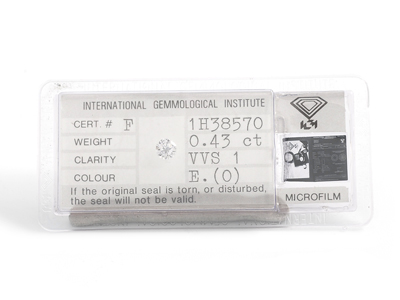 INTERNATIONAL GEMMOLOGICAL INSTITUTE
CERT. # F 1H38570
WEIGHT 0.43 ct
CLARITY VVS 1
COLOUR E.(0)
If the original seal is torn, or disturbed,
the seal will not be valid.
MICROFILM